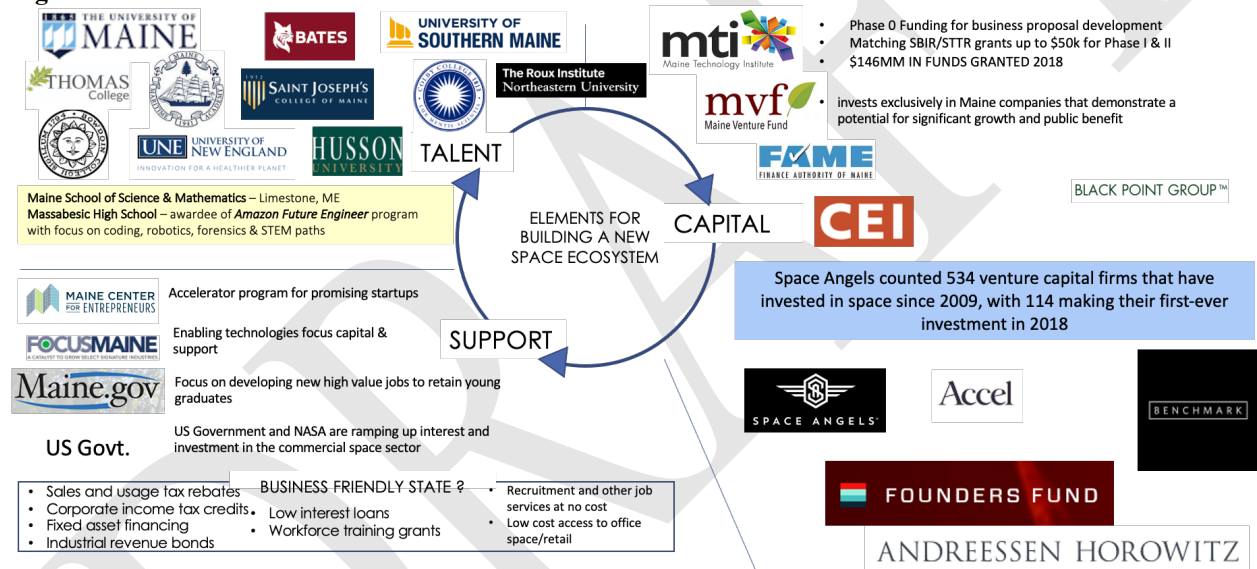 THE UNIVERSITY OF
MAINE
1865
BATES
UNIVERSITY OF
SOUTHERN MAINE
THOMAS
College
1912
SAINT JOSEPH'S
COLLEGE OF MAINE
COLBY COLLEGE 1813
The Roux Institute
Northeastern University
UNE UNIVERSITY OF
NEW ENGLAND
INNOVATION FOR A HEALTHIER PLANET
HUSSON
UNIVERSITY
TALENT
Maine School of Science & Mathematics – Limestone, ME
Massabesic High School – awardee of Amazon Future Engineer program
with focus on coding, robotics, forensics & STEM paths
mti
Maine Technology Institute
• Phase 0 Funding for business proposal development
• Matching SBIR/STTR grants up to $50k for Phase I & II
• $146MM IN FUNDS GRANTED 2018
mvf
Maine Venture Fund
• invests exclusively in Maine companies that demonstrate a
potential for significant growth and public benefit
FAME
FINANCE AUTHORITY OF MAINE
BLACK POINT GROUP™
ELEMENTS FOR
BUILDING A NEW
SPACE ECOSYSTEM
CAPITAL
CEI
Space Angels counted 534 venture capital firms that have
invested in space since 2009, with 114 making their first-ever
investment in 2018
MAINE CENTER
FOR ENTREPRENEURS
Accelerator program for promising startups
FOCUSMAINE
A CATALYST TO GROW SELECT SIGNATURE INDUSTRIES
Enabling technologies focus capital &
support
SUPPORT
Maine.gov
Focus on developing new high value jobs to retain young
graduates
US Govt.
US Government and NASA are ramping up interest and
investment in the commercial space sector
BUSINESS FRIENDLY STATE ?
• Sales and usage tax rebates
• Corporate income tax credits
• Fixed asset financing
• Industrial revenue bonds
• Low interest loans
• Workforce training grants
• Recruitment and other job
services at no cost
• Low cost access to office
space/retail
SPACE ANGELS
Accel
BENCHMARK
FOUNDERS FUND
ANDREESSEN HOROWITZ
DRAFT